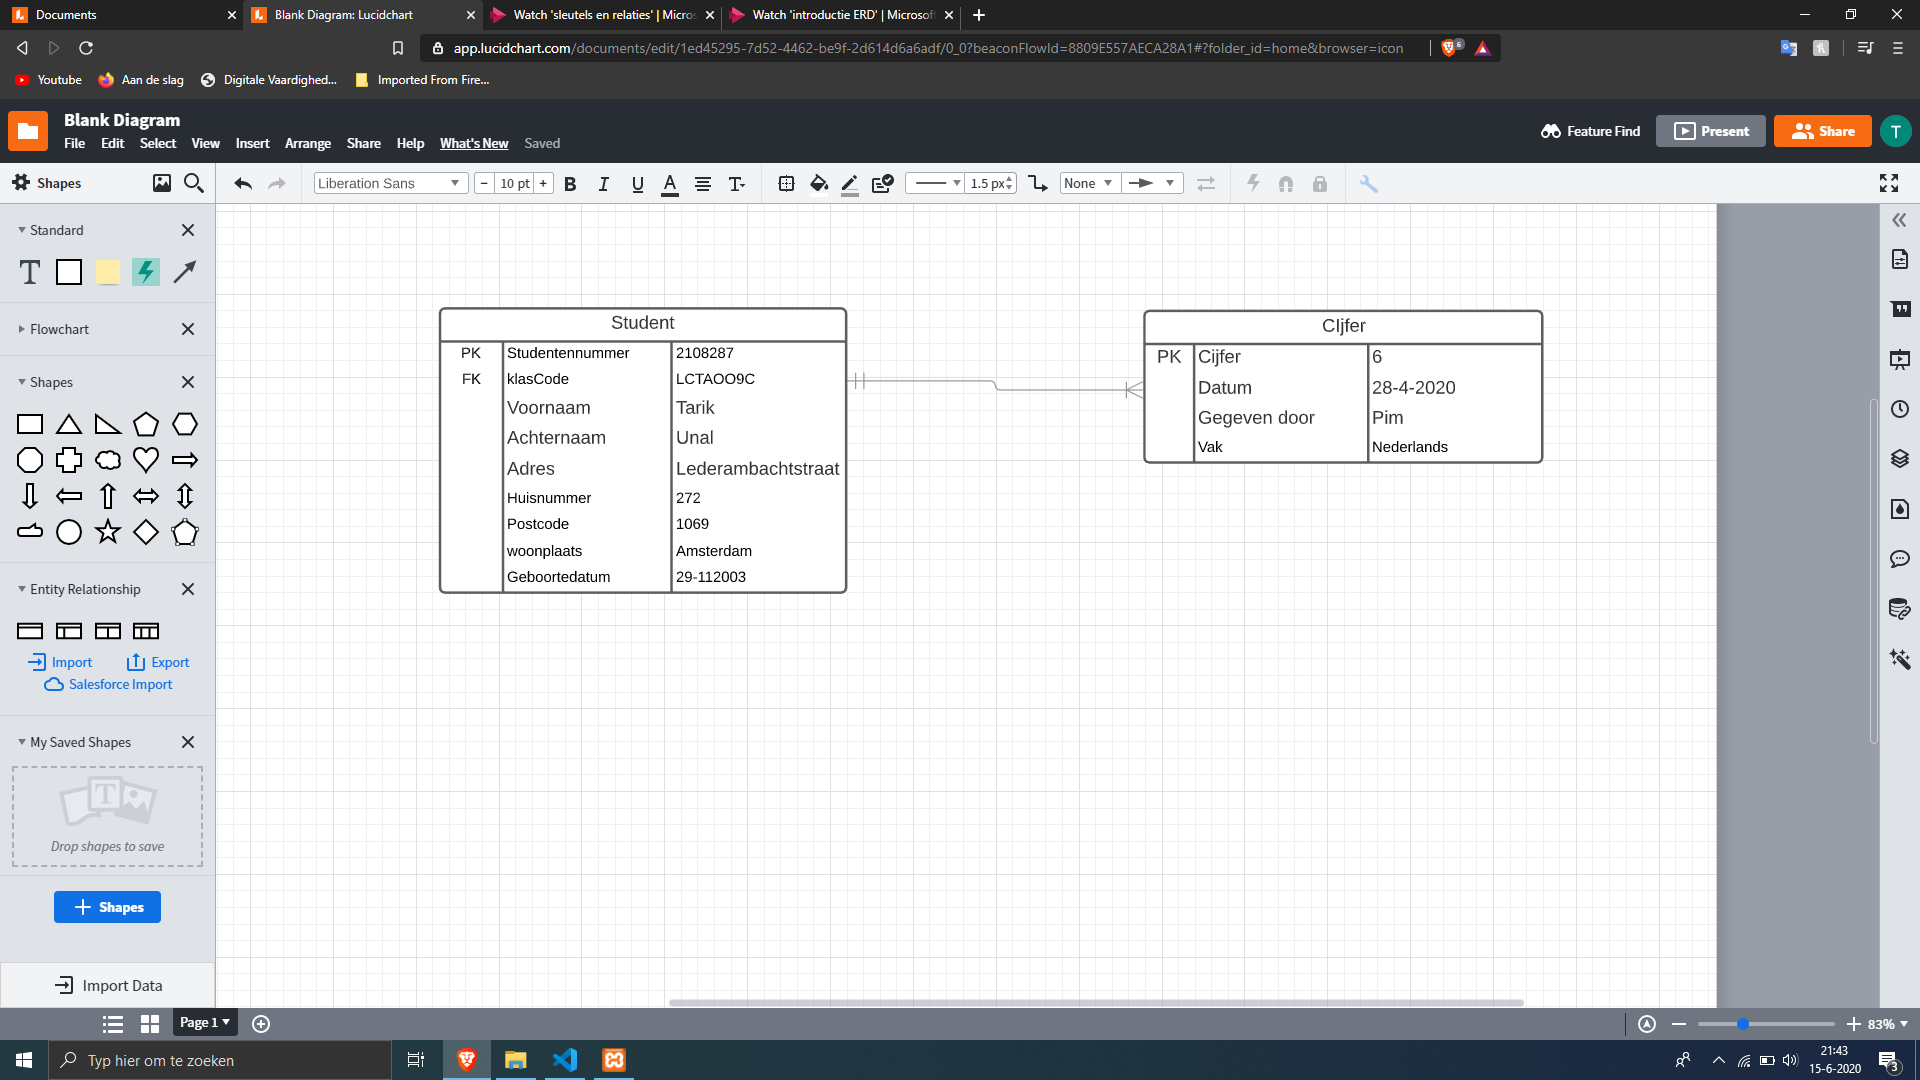 Documents
Blank Diagram: Lucidchart
Watch 'sleutels en relaties' | Micros
Watch 'introductie ERD' | Microsof
app.lucidchart.com/documents/edit/1ed45295-7d52-4462-be9f-2d614d6a6adf/0_0?beaconFlowId=8809E557AECA28A1#?folder_id=home&browser=icon
6
Youtube
Aan de slag
Digitale Vaardighed...
Imported From Fire...
Blank Diagram
File Edit Select View Insert Arrange Share Help What's New Saved
Feature Find
Present
Share
T
Shapes
Liberation Sans
− 10 pt +
B I U A T
1.5 px
None
Standard
T
Flowchart
Shapes
Entity Relationship
Import
Export
Salesforce Import
My Saved Shapes
T
Drop shapes to save
+ Shapes
Import Data
Student
PK Studentennummer 2108287
FK klasCode LCTAOO9C
Voornaam Tarik
Achternaam Unal
Adres Lederambachtstraat
Huisnummer 272
Postcode 1069
woonplaats Amsterdam
Geboortedatum 29-112003
CIjfer
PK Cijfer 6
Datum 28-4-2020
Gegeven door Pim
Vak Nederlands
Page 1
83%
Typ hier om te zoeken
21:43
15-6-2020
3